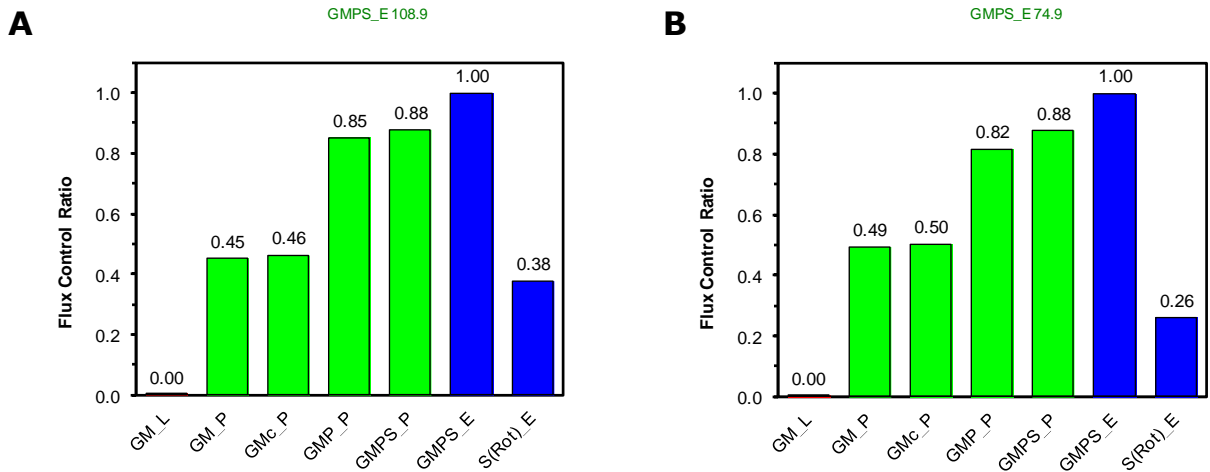 A
GMPS_E 108.9
Flux Control Ratio
1.0
0.8
0.6
0.4
0.2
0.0
0.00
0.45
0.46
0.85
0.88
1.00
0.38
GM_L
GM_P
GMc_P
GMP_P
GMPS_P
GMPS_E
S(Rot)_E
B
GMPS_E 74.9
Flux Control Ratio
1.0
0.8
0.6
0.4
0.2
0.0
0.00
0.49
0.50
0.82
0.88
1.00
0.26
GM_L
GM_P
GMc_P
GMP_P
GMPS_P
GMPS_E
S(Rot)_E